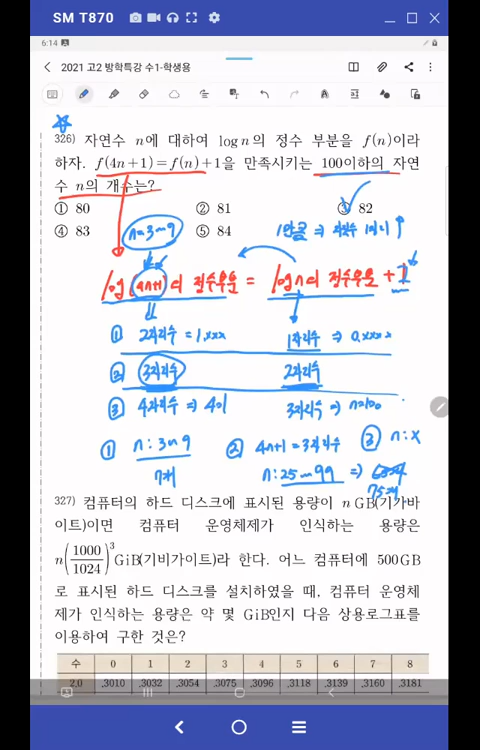 SM T870
6:14
2021 고2 방학특강 수1-학생용
326) 자연수 n에 대하여 log n의 정수 부분을 f(n)이라
하자. f(4n+1)=f(n)+1을 만족시키는 100이하의 자연
수 n의 개수는?
① 80 ② 81 ③ 82
④ 83 ⑤ 84
n=3~9
1만큼 ⇒ 자릿수 1개 ↑
log(4n+1)의 정수부분 = log n의 정수부분 + 1
① 2자리수 = 1.xxx 1자리수 ⇒ 0.xxxx
② 3자리수 2자리수
③ 4자리수 ⇒ 401 3자리수 ⇒ n=100
① n : 3~9
7개
② 4n+1 = 3자리수
n : 25~99 ⇒ 75개
③ n : x
327) 컴퓨터의 하드 디스크에 표시된 용량이 n GB(기가바
이트)이면 컴퓨터 운영체제가 인식하는 용량은
n(1000/1024)³ GiB(기비가이트)라 한다. 어느 컴퓨터에 500GB
로 표시된 하드 디스크를 설치하였을 때, 컴퓨터 운영체
제가 인식하는 용량은 약 몇 GiB인지 다음 상용로그표를
이용하여 구한 것은?
수 0 1 2 3 4 5 6 7 8
2.0 .3010 .3032 .3054 .3075 .3096 .3118 .3139 .3160 .3181